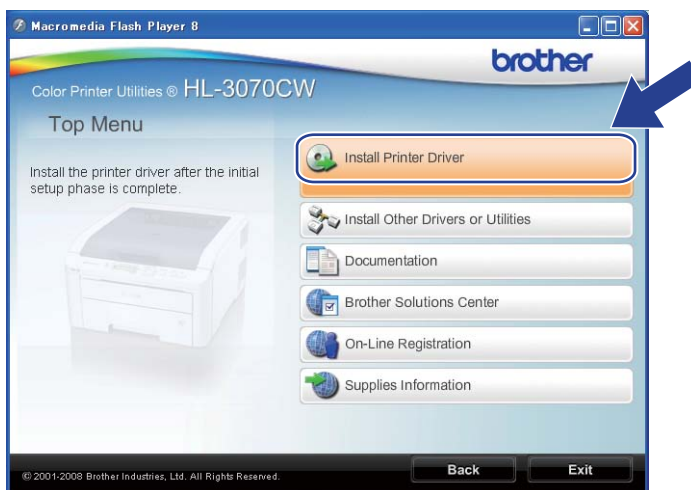 Macromedia Flash Player 8
brother
Color Printer Utilities ® HL-3070CW
Top Menu
Install the printer driver after the initial
setup phase is complete.
Install Printer Driver
Install Other Drivers or Utilities
Documentation
Brother Solutions Center
On-Line Registration
Supplies Information
© 2001-2008 Brother Industries, Ltd. All Rights Reserved.
Back
Exit